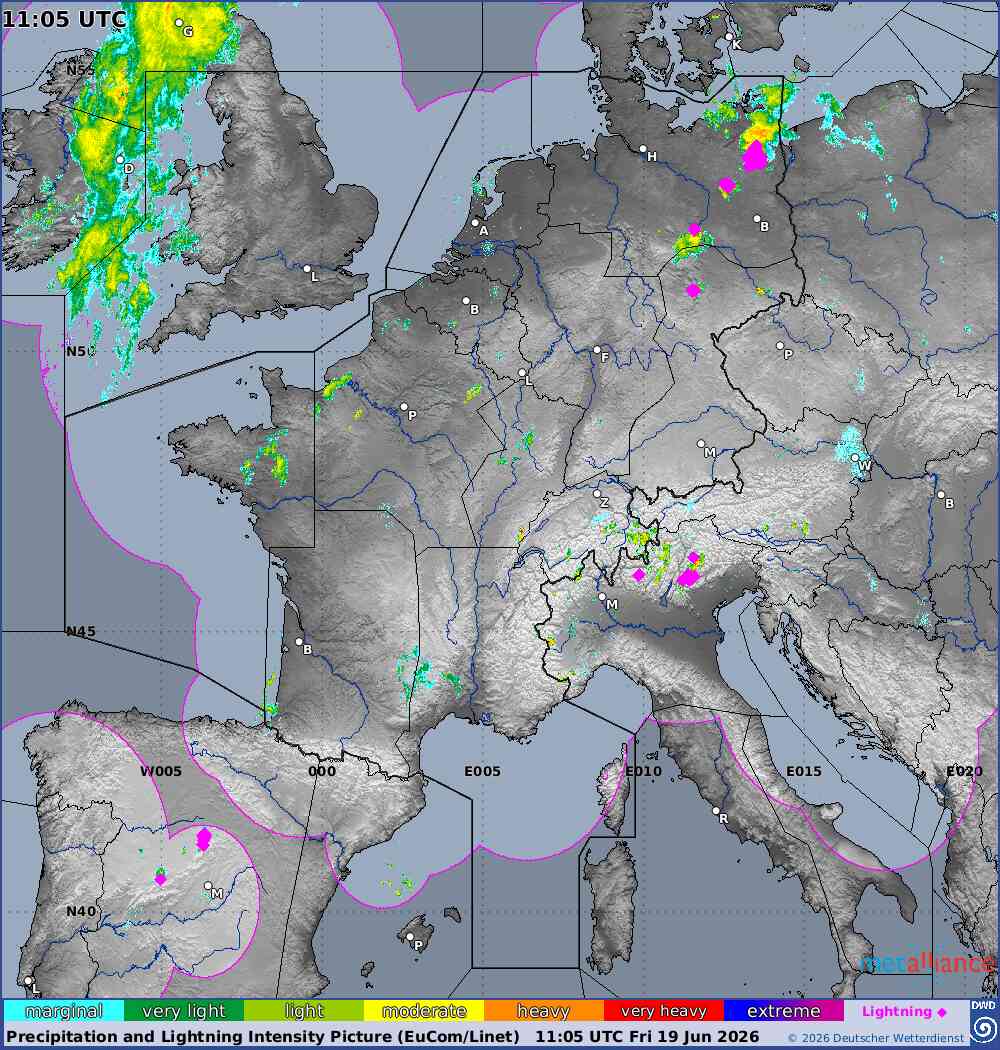 11:05 UTC
G
K
N55
D
H
A
B
L
B
N50
F
P
L
P
M
W
Z
B
M
N45
B
W005
000
E005
E010
E015
E020
R
M
N40
P
L
metalliance
marginal
very light
light
moderate
heavy
very heavy
extreme
Lightning
DWD
Precipitation and Lightning Intensity Picture (EuCom/Linet) 11:05 UTC Fri 19 Jun 2026
© 2026 Deutscher Wetterdienst